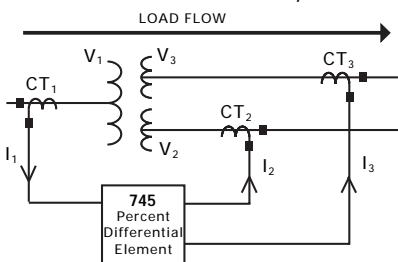 LOAD FLOW
V1 V3
CT1 CT3
CT2
V2
I1 I2 I3
745
Percent
Differential
Element